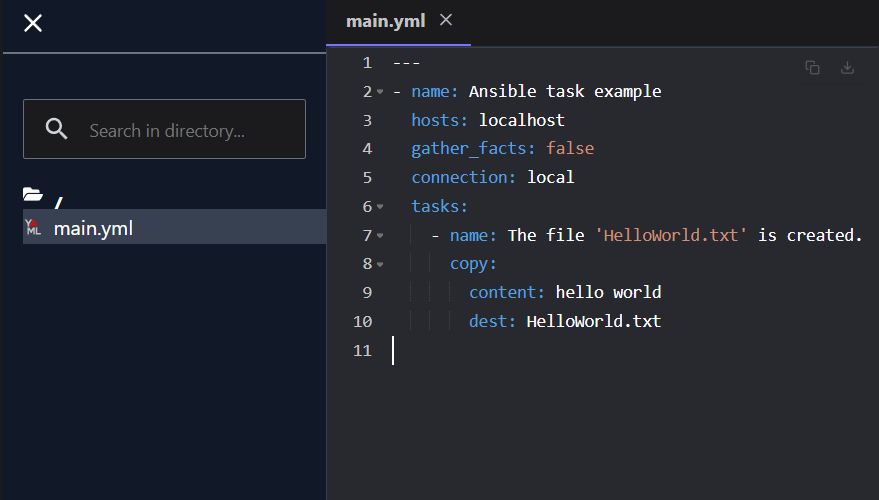 main.yml
Search in directory...
/
YML main.yml
1 ---
2 - name: Ansible task example
3   hosts: localhost
4   gather_facts: false
5   connection: local
6   tasks:
7     - name: The file 'HelloWorld.txt' is created.
8       copy:
9         content: hello world
10         dest: HelloWorld.txt
11